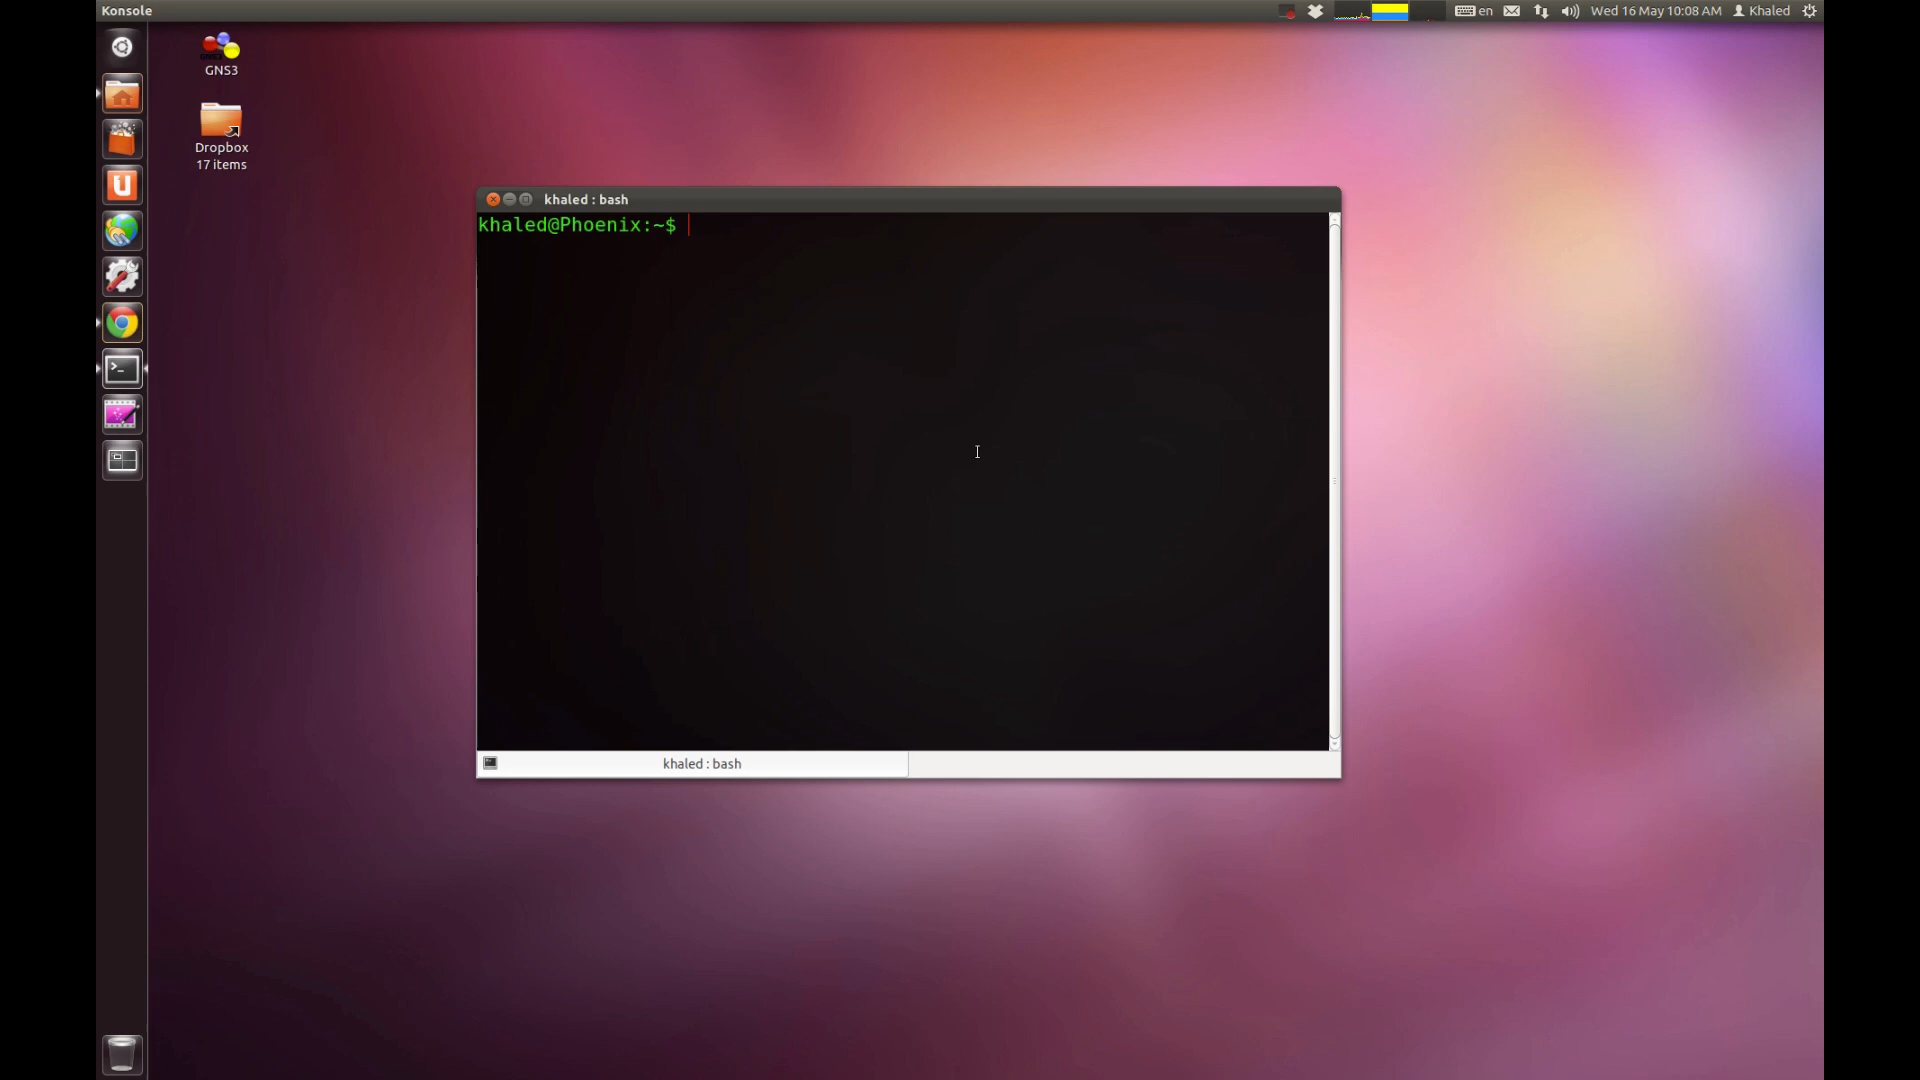 Konsole
en
Wed 16 May 10:08 AM
Khaled
GNS3
Dropbox
17 items
khaled : bash
khaled@Phoenix:~$
khaled : bash